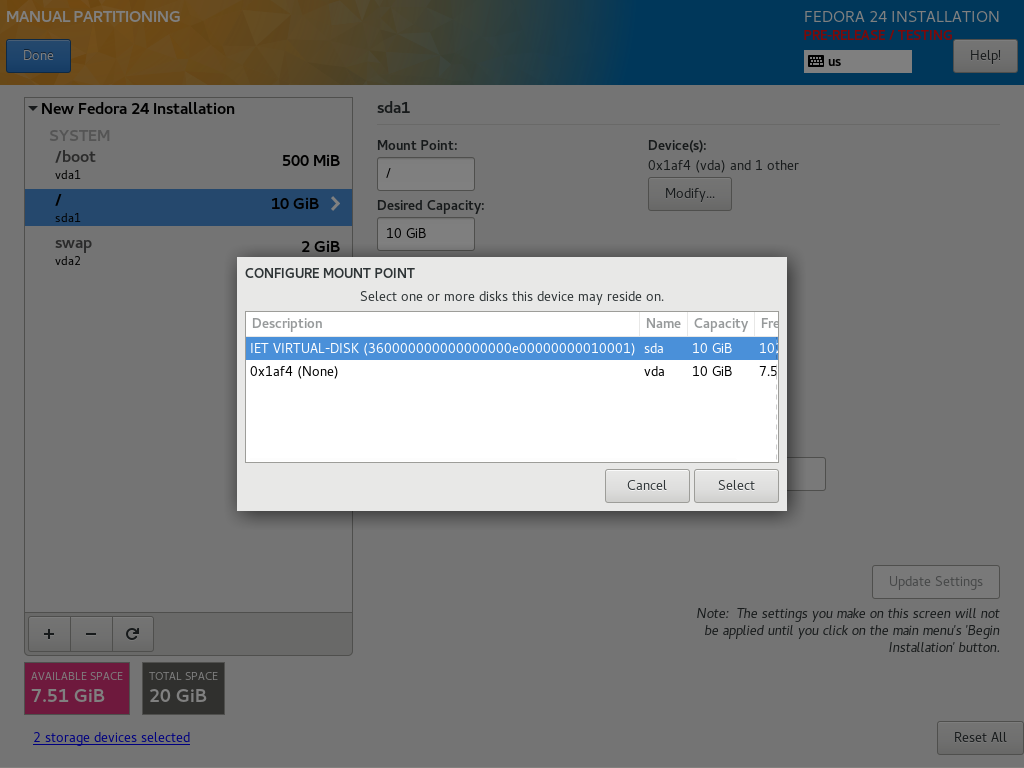 MANUAL PARTITIONING
Done
FEDORA 24 INSTALLATION
PRE-RELEASE / TESTING
us
Help!
New Fedora 24 Installation
SYSTEM
/boot
500 MiB
vda1
/
10 GiB
sda1
swap
2 GiB
vda2
sda1
Mount Point:
/
Desired Capacity:
10 GiB
Device(s):
0x1af4 (vda) and 1 other
Modify...
CONFIGURE MOUNT POINT
Select one or more disks this device may reside on.
Description Name Capacity Fre
IET VIRTUAL-DISK (360000000000000000e00000000010001) sda 10 GiB
0x1af4 (None) vda 10 GiB 7.5
Cancel
Select
Update Settings
Note: The settings you make on this screen will not
be applied until you click on the main menu's 'Begin
Installation' button.
+ −
AVAILABLE SPACE
7.51 GiB
TOTAL SPACE
20 GiB
2 storage devices selected
Reset All